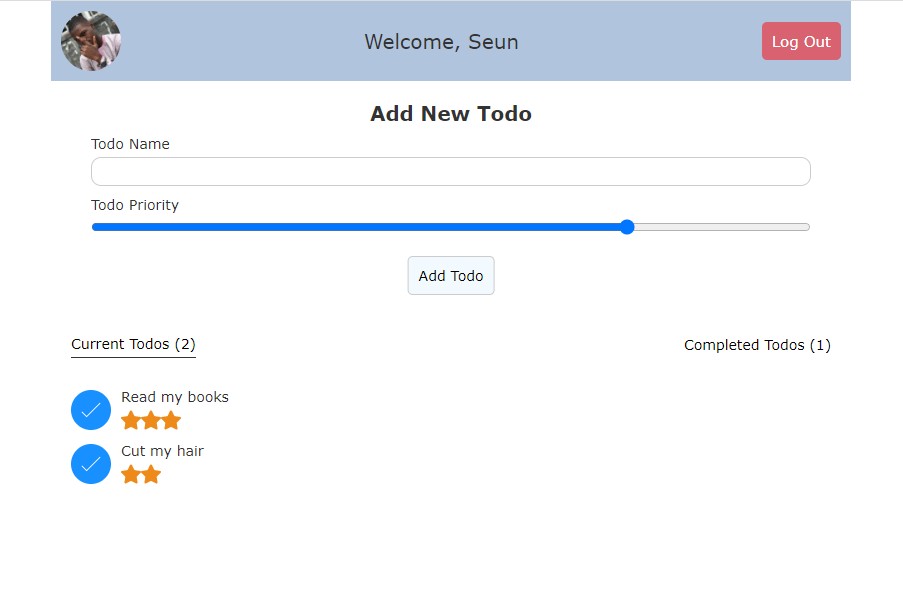 Welcome, Seun
Log Out
Add New Todo
Todo Name
Todo Priority
Add Todo
Current Todos (2)
Completed Todos (1)
Read my books
Cut my hair